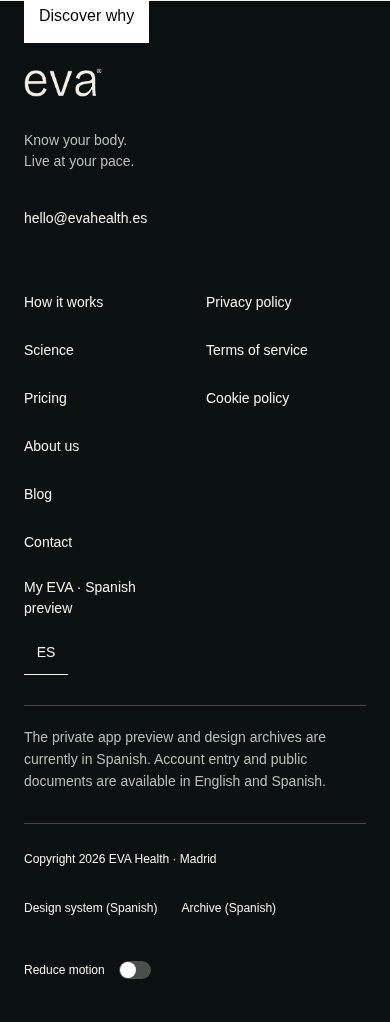 Discover why
eva®
Know your body.
Live at your pace.
hello@evahealth.es
How it works
Science
Pricing
About us
Blog
Contact
My EVA · Spanish
preview
Privacy policy
Terms of service
Cookie policy
ES
The private app preview and design archives are
currently in Spanish. Account entry and public
documents are available in English and Spanish.
Copyright 2026 EVA Health · Madrid
Design system (Spanish) Archive (Spanish)
Reduce motion